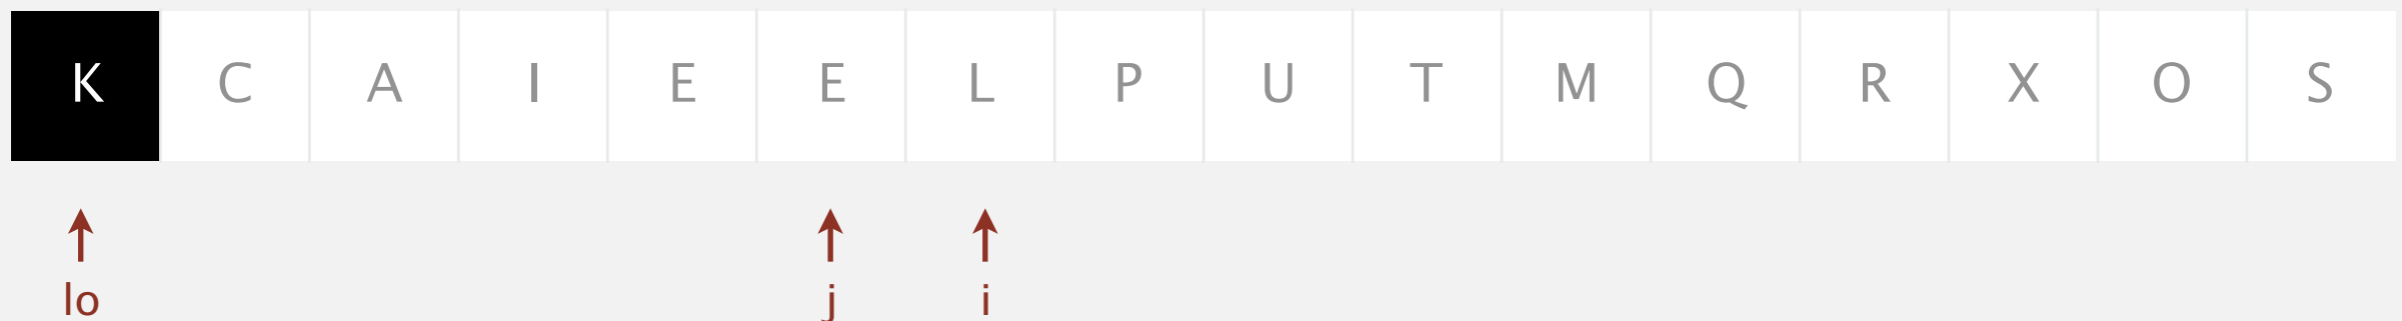 K C A I E E L P U T M Q R X O S
lo j i